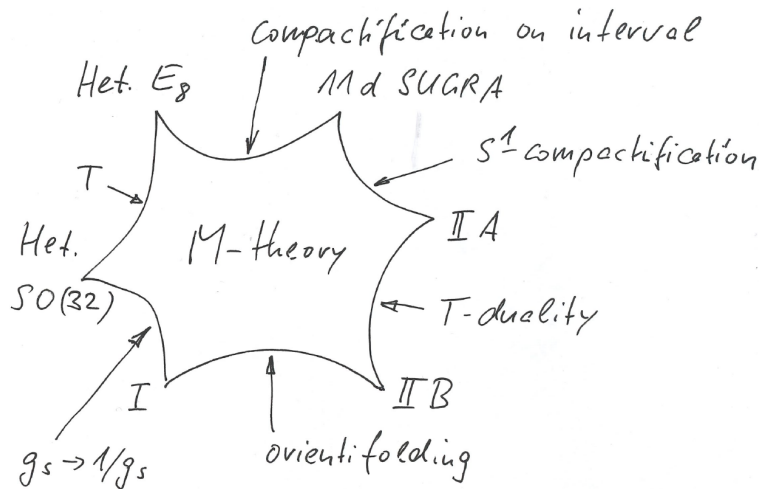 compactification on interval
Het. E₈
11d SUGRA
S¹-compactification
T
IIA
Het.
SO(32)
M-theory
T-duality
I
IIB
gₛ→1/gₛ
orientifolding